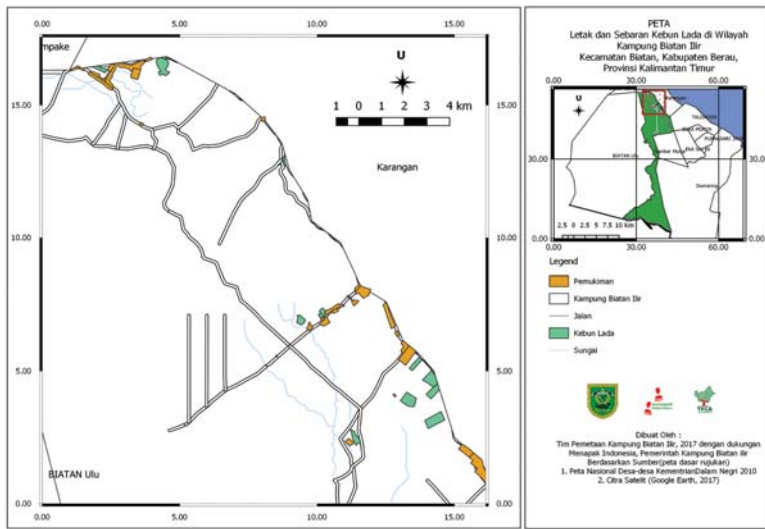 0.00 5.00 10.00 15.00
mpake
15.00
10.00
5.00
0.00
U
1 0 1 2 3 4 km
Karangan
BIATAN Ulu
15.00
10.00
5.00
0.00
0.00 5.00 10.00 15.00
PETA
Letak dan Sebaran Kebun Lada di Wilayah
Kampung Biatan Ilir
Kecamatan Biatan, Kabupaten Berau,
Provinsi Kalimantan Timur
30.00 60.00
U
Karangan
BIATAN Ulu
30.00
30.00
2.5 0 2.5 5 7.5 10 km
0.00
0.00
30.00 60.00
Legend
Pemukiman
Kampung Biatan Ilir
Jalan
Kebun Lada
Sungai
Dibuat Oleh :
Tim Pemetaan Kampung Biatan Ilir, 2017 dengan dukungan
Menapak Indonesia, Pemerintah Kampung Biatan ilir
Berdasarkan Sumber(peta dasar rujukan)
1. Peta Nasional Desa-desa KementrianDalam Negri 2010
2. Citra Satelit (Google Earth, 2017)